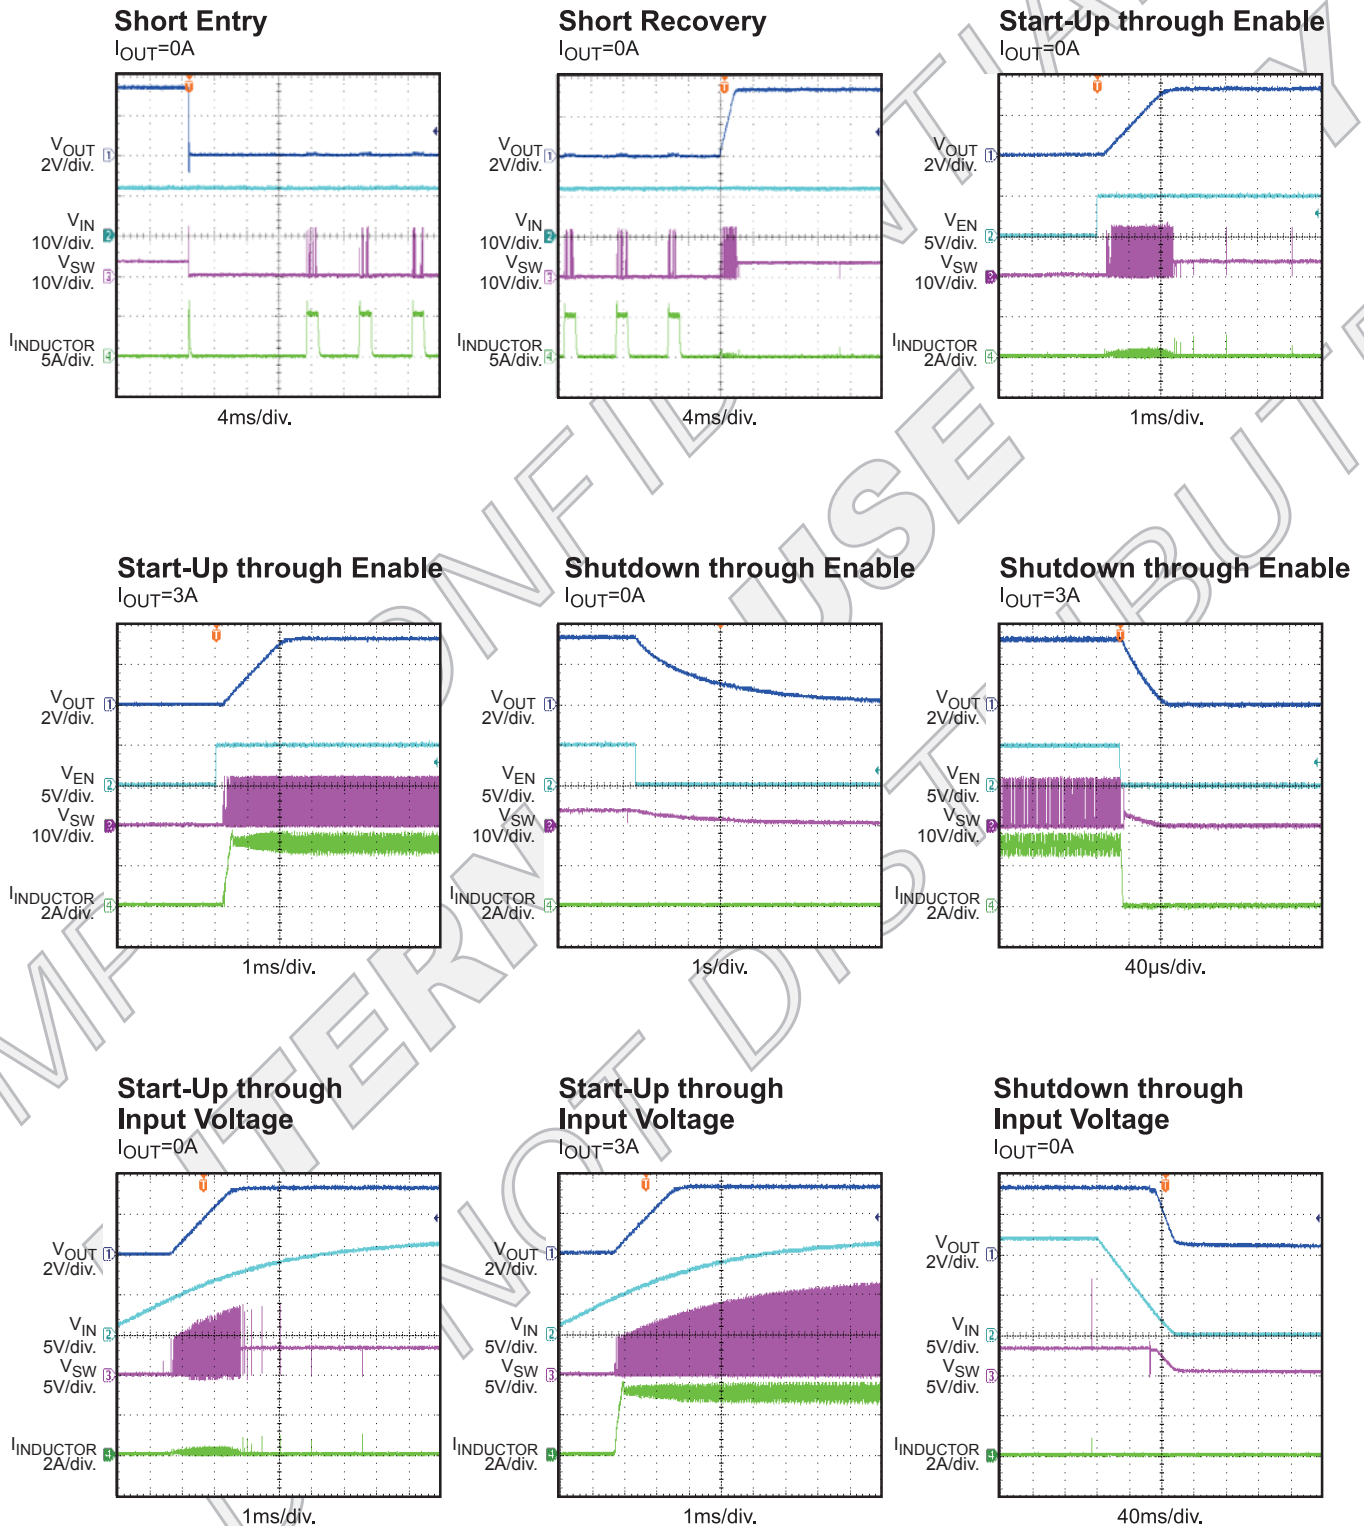 Short Entry
IOUT=0A
VOUT
2V/div.
VIN
10V/div.
VSW
10V/div.
IINDUCTOR
5A/div.
4ms/div.
Short Recovery
IOUT=0A
VOUT
2V/div.
VIN
10V/div.
VSW
10V/div.
IINDUCTOR
5A/div.
4ms/div.
Start-Up through Enable
IOUT=0A
VOUT
2V/div.
VEN
5V/div.
VSW
10V/div.
IINDUCTOR
2A/div.
1ms/div.
Start-Up through Enable
IOUT=3A
VOUT
2V/div.
VEN
5V/div.
VSW
10V/div.
IINDUCTOR
2A/div.
1ms/div.
Shutdown through Enable
IOUT=0A
VOUT
2V/div.
VEN
5V/div.
VSW
10V/div.
IINDUCTOR
2A/div.
1s/div.
Shutdown through Enable
IOUT=3A
VOUT
2V/div.
VEN
5V/div.
VSW
10V/div.
IINDUCTOR
2A/div.
40µs/div.
Start-Up through
Input Voltage
IOUT=0A
VOUT
2V/div.
VIN
5V/div.
VSW
5V/div.
IINDUCTOR
2A/div.
1ms/div.
Start-Up through
Input Voltage
IOUT=3A
VOUT
2V/div.
VIN
5V/div.
VSW
5V/div.
IINDUCTOR
2A/div.
1ms/div.
Shutdown through
Input Voltage
IOUT=0A
VOUT
2V/div.
VIN
5V/div.
VSW
5V/div.
IINDUCTOR
2A/div.
40ms/div.
USE
NOT